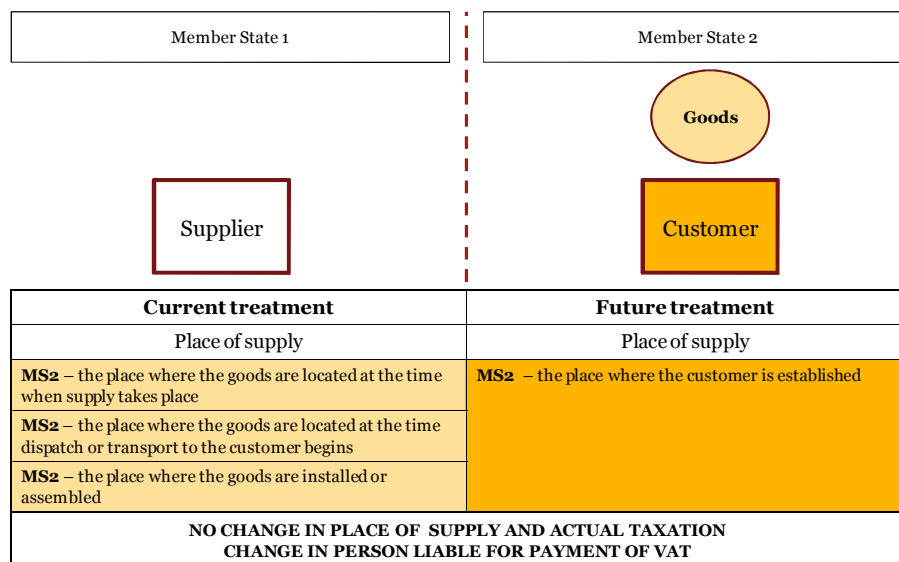 Member State 1
Member State 2
Goods
Supplier
Customer
Current treatment
Future treatment
Place of supply
Place of supply
MS2 – the place where the goods are located at the time
when supply takes place
MS2 – the place where the customer is established
MS2 – the place where the goods are located at the time
dispatch or transport to the customer begins
MS2 – the place where the goods are installed or
assembled
NO CHANGE IN PLACE OF SUPPLY AND ACTUAL TAXATION
CHANGE IN PERSON LIABLE FOR PAYMENT OF VAT